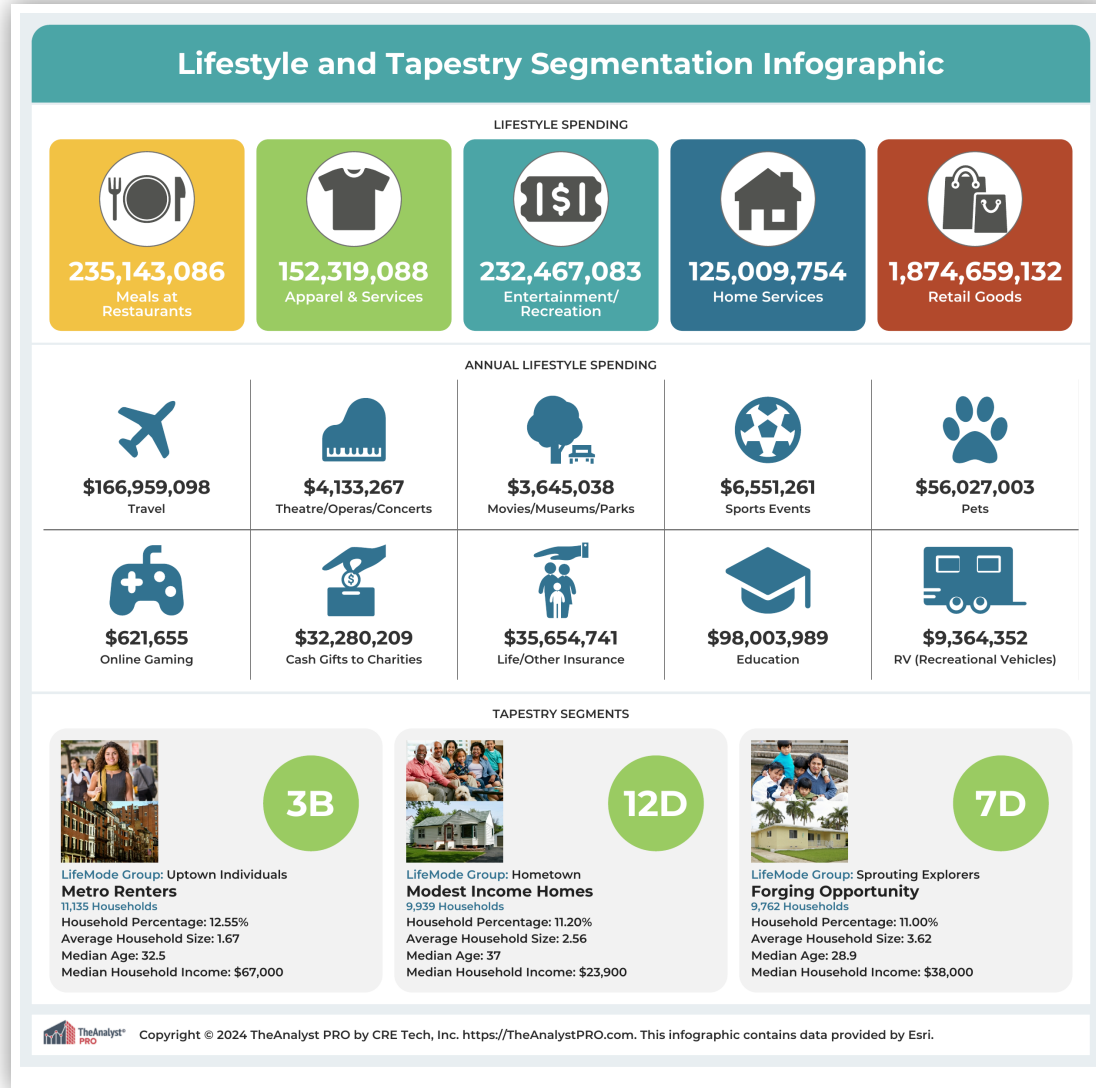 Lifestyle and Tapestry Segmentation Infographic
LIFESTYLE SPENDING
235,143,086
Meals at
Restaurants
152,319,088
Apparel & Services
$
232,467,083
Entertainment/
Recreation
125,009,754
Home Services
1,874,659,132
Retail Goods
ANNUAL LIFESTYLE SPENDING
$166,959,098
Travel
$4,133,267
Theatre/Operas/Concerts
$3,645,038
Movies/Museums/Parks
$6,551,261
Sports Events
$56,027,003
Pets
$621,655
Online Gaming
$
$32,280,209
Cash Gifts to Charities
$35,654,741
Life/Other Insurance
$98,003,989
Education
$9,364,352
RV (Recreational Vehicles)
TAPESTRY SEGMENTS
3B
LifeMode Group: Uptown Individuals
Metro Renters
11,135 Households
Household Percentage: 12.55%
Average Household Size: 1.67
Median Age: 32.5
Median Household Income: $67,000
12D
LifeMode Group: Hometown
Modest Income Homes
9,939 Households
Household Percentage: 11.20%
Average Household Size: 2.56
Median Age: 37
Median Household Income: $23,900
7D
LifeMode Group: Sprouting Explorers
Forging Opportunity
9,762 Households
Household Percentage: 11.00%
Average Household Size: 3.62
Median Age: 28.9
Median Household Income: $38,000
TheAnalyst®
PRO
Copyright © 2024 TheAnalyst PRO by CRE Tech, Inc. https://TheAnalystPRO.com. This infographic contains data provided by Esri.